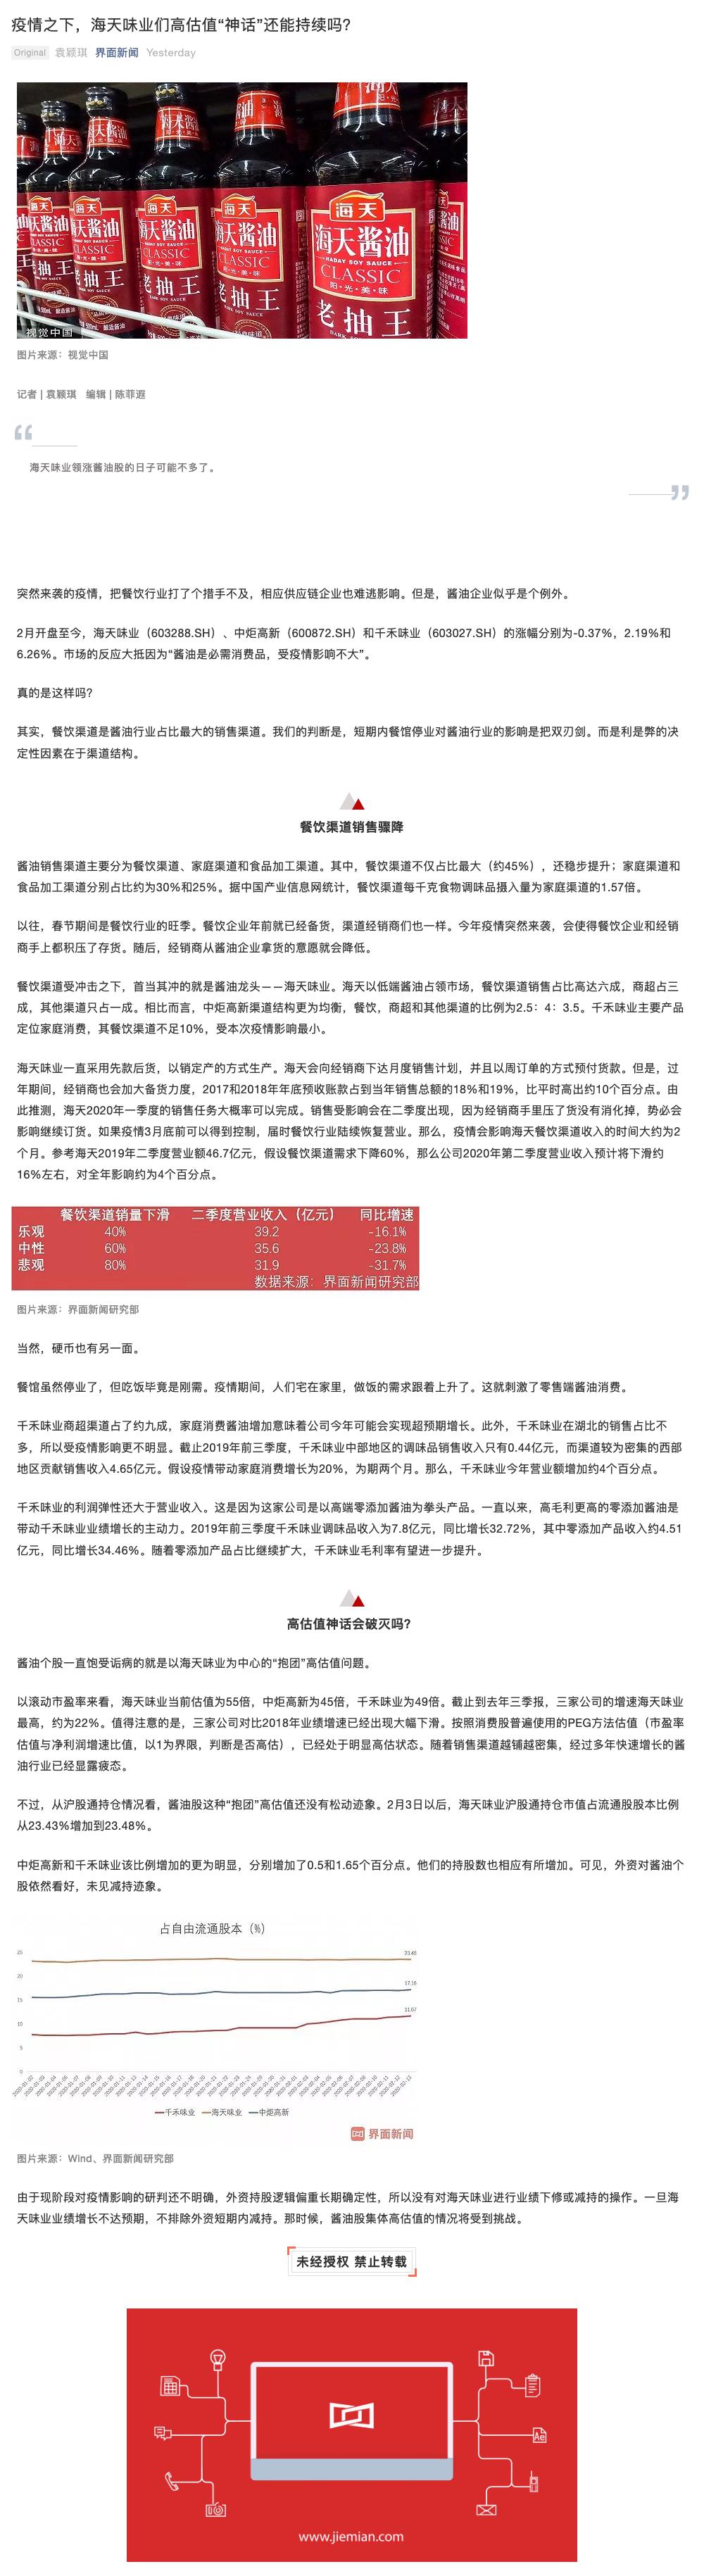 疫情之下，海天味业们高估值“神话”还能持续吗?
Original 袁颖琪 界面新闻 Yesterday
海天
海天酱油
HADAY SOY SAUCE
CLASSIC
阳·光·美·味
老抽王
视觉中国
图片来源：视觉中国
记者 | 袁颖琪 编辑 | 陈菲遐
海天味业领涨酱油股的日子可能不多了。
突然来袭的疫情，把餐饮行业打了个措手不及，相应供应链企业也难逃影响。但是，酱油企业似乎是个例外。
2月开盘至今，海天味业（603288.SH）、中炬高新（600872.SH）和千禾味业（603027.SH）的涨幅分别为-0.37%，2.19%和
6.26%。市场的反应大抵因为“酱油是必需消费品，受疫情影响不大”。
真的是这样吗?
其实，餐饮渠道是酱油行业占比最大的销售渠道。我们的判断是，短期内餐馆停业对酱油行业的影响是把双刃剑。而是利是弊的决
定性因素在于渠道结构。
餐饮渠道销售骤降
酱油销售渠道主要分为餐饮渠道、家庭渠道和食品加工渠道。其中，餐饮渠道不仅占比最大（约45%），还稳步提升；家庭渠道和
食品加工渠道分别占比约为30%和25%。据中国产业信息网统计，餐饮渠道每千克食物调味品摄入量为家庭渠道的1.57倍。
以往，春节期间是餐饮行业的旺季。餐饮企业年前就已经备货，渠道经销商们也一样。今年疫情突然来袭，会使得餐饮企业和经销
商手上都积压了存货。随后，经销商从酱油企业拿货的意愿就会降低。
餐饮渠道受冲击之下，首当其冲的就是酱油龙头——海天味业。海天以低端酱油占领市场，餐饮渠道销售占比高达六成，商超占三
成，其他渠道只占一成。相比而言，中炬高新渠道结构更为均衡，餐饮，商超和其他渠道的比例为2.5：4：3.5。千禾味业主要产品
定位家庭消费，其餐饮渠道不足10%，受本次疫情影响最小。
海天味业一直采用先款后货，以销定产的方式生产。海天会向经销商下达月度销售计划，并且以周订单的方式预付货款。但是，过
年期间，经销商也会加大备货力度，2017和2018年年底预收账款占到当年销售总额的18%和19%，比平时高出约10个百分点。由
此推测，海天2020年一季度的销售任务大概率可以完成。销售受影响会在二季度出现，因为经销商手里压了货没有消化掉，势必会
影响继续订货。如果疫情3月底前可以得到控制，届时餐饮行业陆续恢复营业。那么，疫情会影响海天餐饮渠道收入的时间大约为2
个月。参考海天2019年二季度营业额46.7亿元，假设餐饮渠道需求下降60%，那么公司2020年第二季度营业收入预计将下滑约
16%左右，对全年影响约为4个百分点。
餐饮渠道销量下滑 二季度营业收入（亿元） 同比增速
乐观 40% 39.2 -16.1%
中性 60% 35.6 -23.8%
悲观 80% 31.9 -31.7%
数据来源：界面新闻研究部
图片来源：界面新闻研究部
当然，硬币也有另一面。
餐馆虽然停业了，但吃饭毕竟是刚需。疫情期间，人们宅在家里，做饭的需求跟着上升了。这就刺激了零售端酱油消费。
千禾味业商超渠道占了约九成，家庭消费酱油增加意味着公司今年可能会实现超预期增长。此外，千禾味业在湖北的销售占比不
多，所以受疫情影响更不明显。截止2019年前三季度，千禾味业中部地区的调味品销售收入只有0.44亿元，而渠道较为密集的西部
地区贡献销售收入4.65亿元。假设疫情带动家庭消费增长为20%，为期两个月。那么，千禾味业今年营业额增加约4个百分点。
千禾味业的利润弹性还大于营业收入。这是因为这家公司是以高端零添加酱油为拳头产品。一直以来，高毛利更高的零添加酱油是
带动千禾味业业绩增长的主动力。2019年前三季度千禾味业调味品收入为7.8亿元，同比增长32.72%，其中零添加产品收入约4.51
亿元，同比增长34.46%。随着零添加产品占比继续扩大，千禾味业毛利率有望进一步提升。
高估值神话会破灭吗?
酱油个股一直饱受诟病的就是以海天味业为中心的“抱团”高估值问题。
以滚动市盈率来看，海天味业当前估值为55倍，中炬高新为45倍，千禾味业为49倍。截止到去年三季报，三家公司的增速海天味业
最高，约为22%。值得注意的是，三家公司对比2018年业绩增速已经出现大幅下滑。按照消费股普遍使用的PEG方法估值（市盈率
估值与净利润增速比值，以1为界限，判断是否高估），已经处于明显高估状态。随着销售渠道越铺越密集，经过多年快速增长的酱
油行业已经显露疲态。
不过，从沪股通持仓情况看，酱油股这种“抱团”高估值还没有松动迹象。2月3日以后，海天味业沪股通持仓市值占流通股股本比例
从23.43%增加到23.48%。
中炬高新和千禾味业该比例增加的更为明显，分别增加了0.5和1.65个百分点。他们的持股数也相应有所增加。可见，外资对酱油个
股依然看好，未见减持迹象。
占自由流通股本（%）
25
20
15
10
5
0
23.48
17.16
11.67
千禾味业 海天味业 中炬高新
界面新闻
图片来源：Wind、界面新闻研究部
由于现阶段对疫情影响的研判还不明确，外资持股逻辑偏重长期确定性，所以没有对海天味业进行业绩下修或减持的操作。一旦海
天味业业绩增长不达预期，不排除外资短期内减持。那时候，酱油股集体高估值的情况将受到挑战。
未经授权 禁止转载
Ae
www.jiemian.com